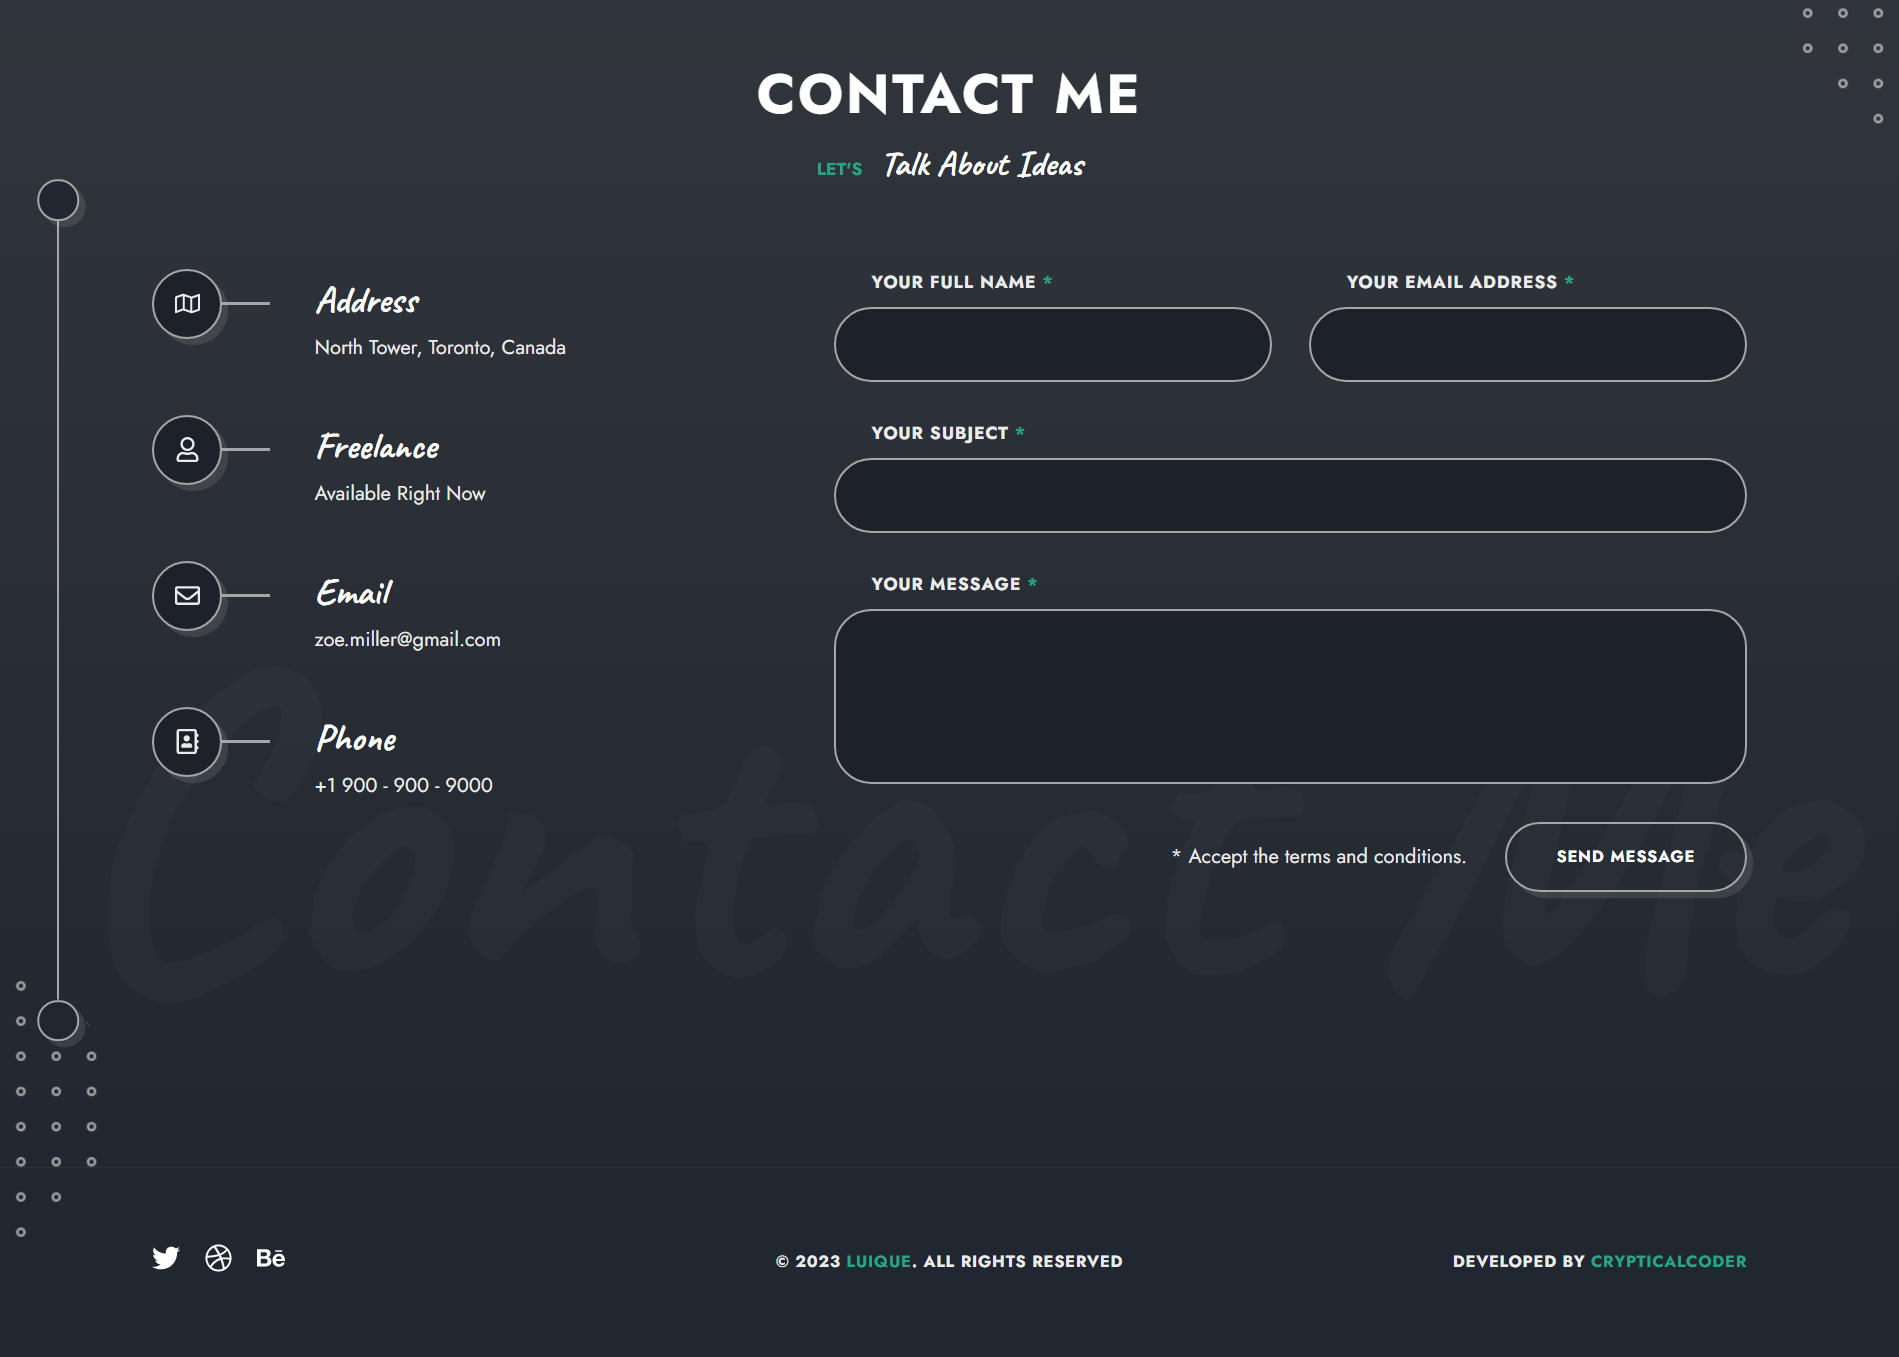 CONTACT ME
LET'S Talk About Ideas
Address
North Tower, Toronto, Canada
Freelance
Available Right Now
Email
zoe.miller@gmail.com
Phone
+1 900 - 900 - 9000
YOUR FULL NAME *
YOUR EMAIL ADDRESS *
YOUR SUBJECT *
YOUR MESSAGE *
* Accept the terms and conditions.
SEND MESSAGE
Contact Me
Bē
© 2023 LUIQUE. ALL RIGHTS RESERVED
DEVELOPED BY CRYPTICALCODER